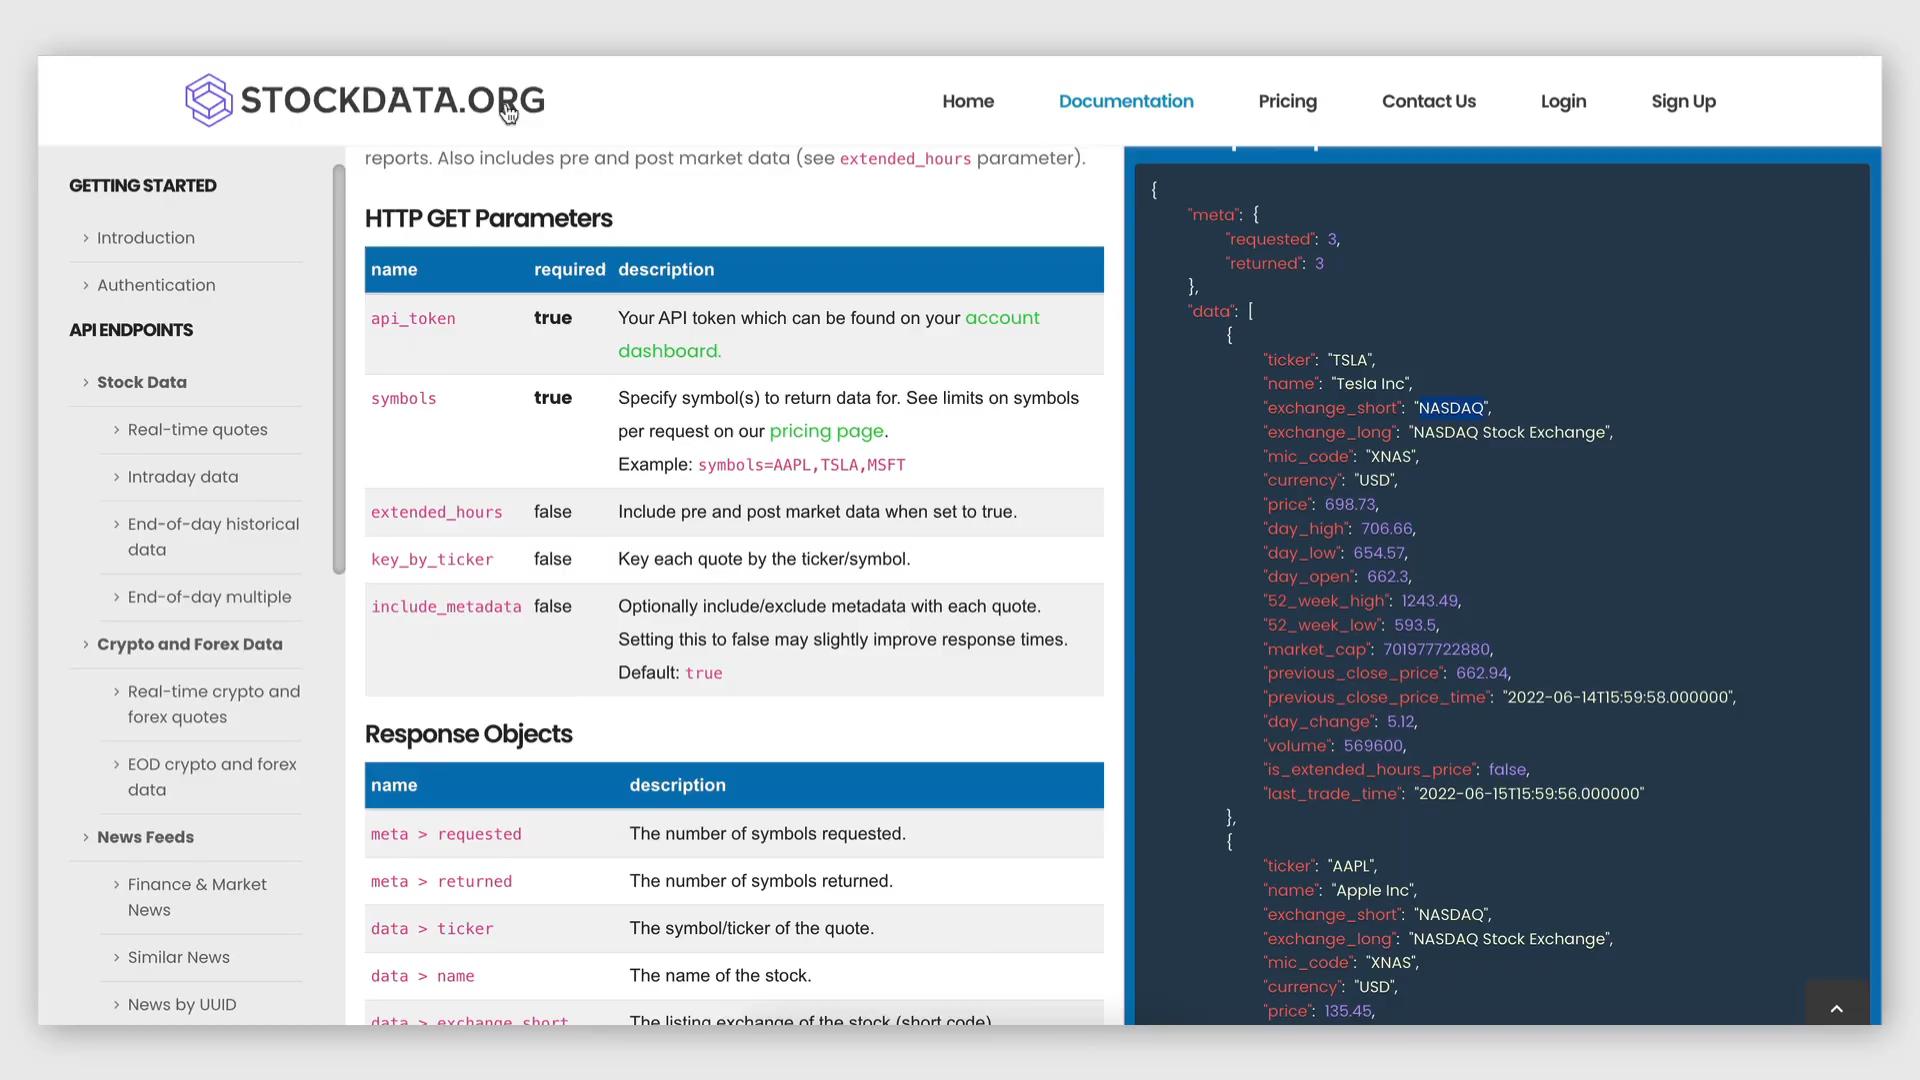 STOCKDATA.ORG
Home
Documentation
Pricing
Contact Us
Login
Sign Up
GETTING STARTED
Introduction
Authentication
API ENDPOINTS
Stock Data
Real-time quotes
Intraday data
End-of-day historical
data
End-of-day multiple
Crypto and Forex Data
Real-time crypto and
forex quotes
EOD crypto and forex
data
News Feeds
Finance & Market
News
Similar News
News by UUID
reports. Also includes pre and post market data (see extended_hours parameter).
HTTP GET Parameters
name required description
api_token true Your API token which can be found on your account
dashboard.
symbols true Specify symbol(s) to return data for. See limits on symbols
per request on our pricing page.
Example: symbols=AAPL,TSLA,MSFT
extended_hours false Include pre and post market data when set to true.
key_by_ticker false Key each quote by the ticker/symbol.
include_metadata false Optionally include/exclude metadata with each quote.
Setting this to false may slightly improve response times.
Default: true
Response Objects
name description
meta > requested The number of symbols requested.
meta > returned The number of symbols returned.
data > ticker The symbol/ticker of the quote.
data > name The name of the stock.
data > exchange_short The listing exchange of the stock (short code)
{
"meta": {
"requested": 3,
"returned": 3
},
"data": [
{
"ticker": "TSLA",
"name": "Tesla Inc",
"exchange_short": "NASDAQ",
"exchange_long": "NASDAQ Stock Exchange",
"mic_code": "XNAS",
"currency": "USD",
"price": 698.73,
"day_high": 706.66,
"day_low": 654.57,
"day_open": 662.3,
"52_week_high": 1243.49,
"52_week_low": 593.5,
"market_cap": 701977722880,
"previous_close_price": 662.94,
"previous_close_price_time": "2022-06-14T15:59:58.000000",
"day_change": 5.12,
"volume": 569600,
"is_extended_hours_price": false,
"last_trade_time": "2022-06-15T15:59:56.000000"
},
{
"ticker": "AAPL",
"name": "Apple Inc",
"exchange_short": "NASDAQ",
"exchange_long": "NASDAQ Stock Exchange",
"mic_code": "XNAS",
"currency": "USD",
"price": 135.45,